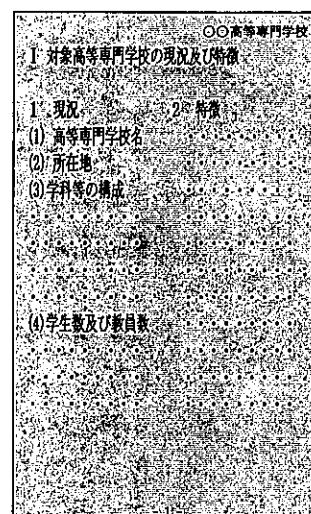 ○○高等専門学校
I 対象高等専門学校の現況及び特徴
1 現況
2 特徴
(1) 高等専門学校名
(2) 所在地
(3) 学科等の構成
(4) 学生数及び教員数